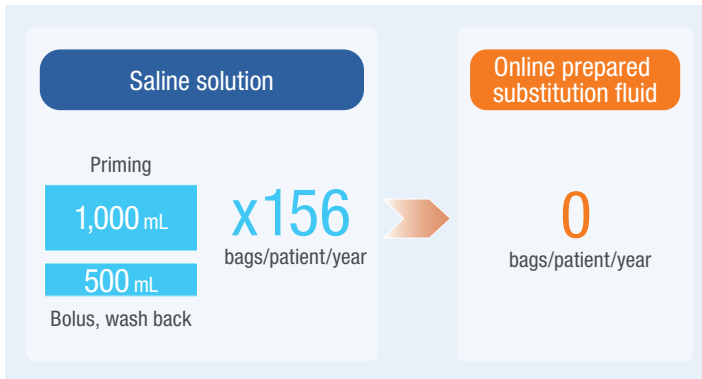 Saline solution
Priming
1,000 mL
500 mL
Bolus, wash back
x156
bags/patient/year
Online prepared
substitution fluid
0
bags/patient/year